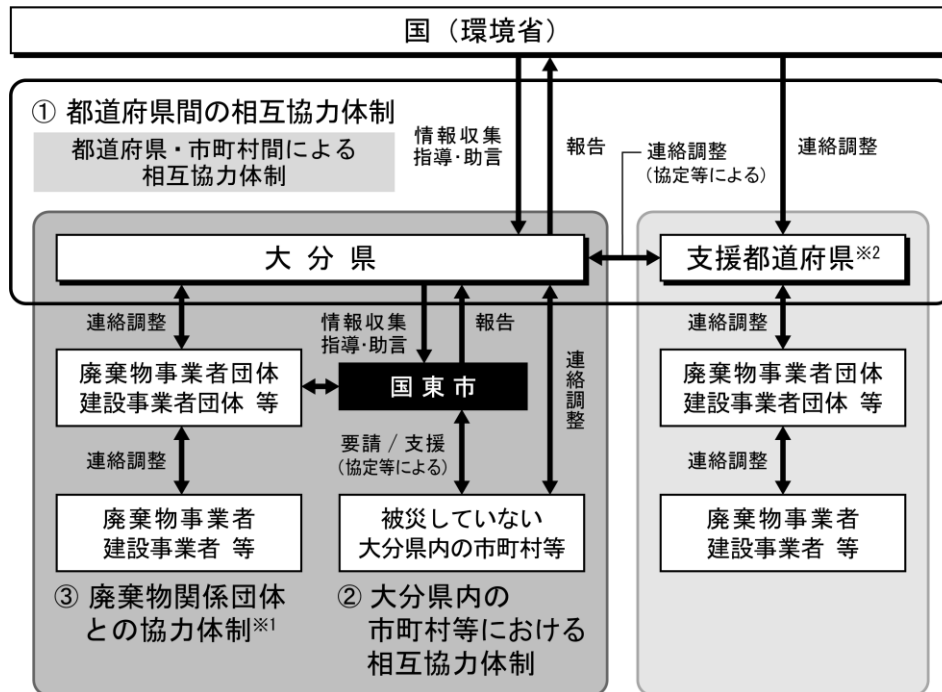 国（環境省）
① 都道府県間の相互協力体制
都道府県・市町村間による
相互協力体制
情報収集
指導・助言
報告
連絡調整
（協定等による）
連絡調整
大分県
支援都道府県※2
連絡調整
情報収集
指導・助言
報告
連絡調整
連絡調整
廃棄物事業者団体
建設事業者団体 等
国東市
廃棄物事業者団体
建設事業者団体 等
連絡調整
要請 / 支援
（協定等による）
連絡調整
廃棄物事業者
建設事業者 等
被災していない
大分県内の市町村等
廃棄物事業者
建設事業者 等
③ 廃棄物関係団体
との協力体制※1
② 大分県内の
市町村等における
相互協力体制